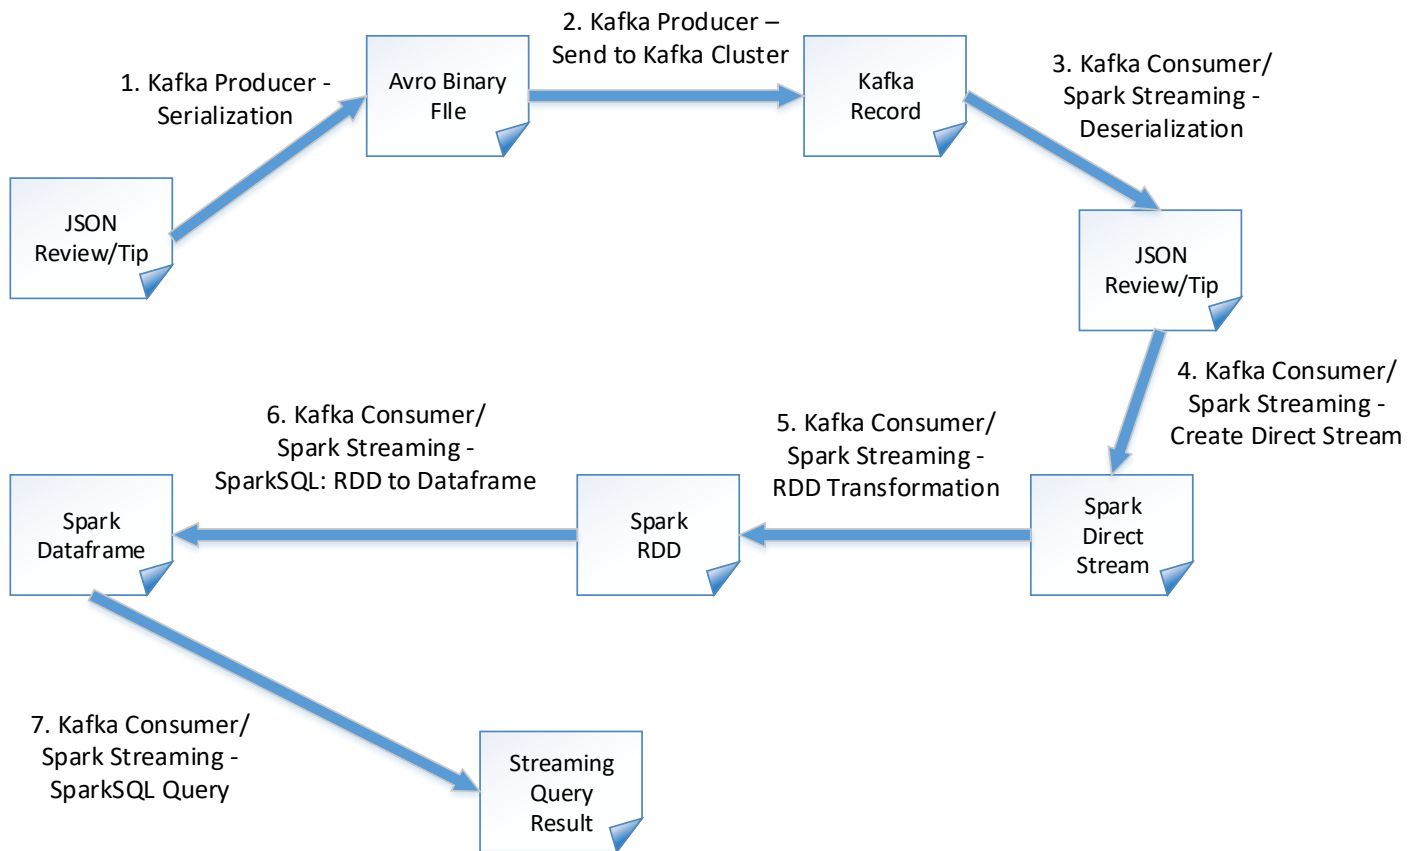 2. Kafka Producer –
Send to Kafka Cluster
1. Kafka Producer -
Serialization
Avro Binary
FIle
Kafka
Record
3. Kafka Consumer/
Spark Streaming -
Deserialization
JSON
Review/Tip
JSON
Review/Tip
4. Kafka Consumer/
Spark Streaming -
Create Direct Stream
6. Kafka Consumer/
Spark Streaming -
SparkSQL: RDD to Dataframe
5. Kafka Consumer/
Spark Streaming -
RDD Transformation
Spark
Dataframe
Spark
RDD
Spark
Direct
Stream
7. Kafka Consumer/
Spark Streaming -
SparkSQL Query
Streaming
Query
Result